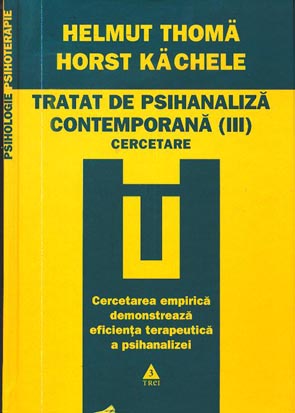 PSIHOLOGIE PSIHOTERAPIE
HELMUT THOMÄ
HORST KÄCHELE
TRATAT DE PSIHANALIZĂ
CONTEMPORANĂ (III)
CERCETARE
Cercetarea empirică
demonstrează
eficiența terapeutică
a psihanalizei
3
TREI